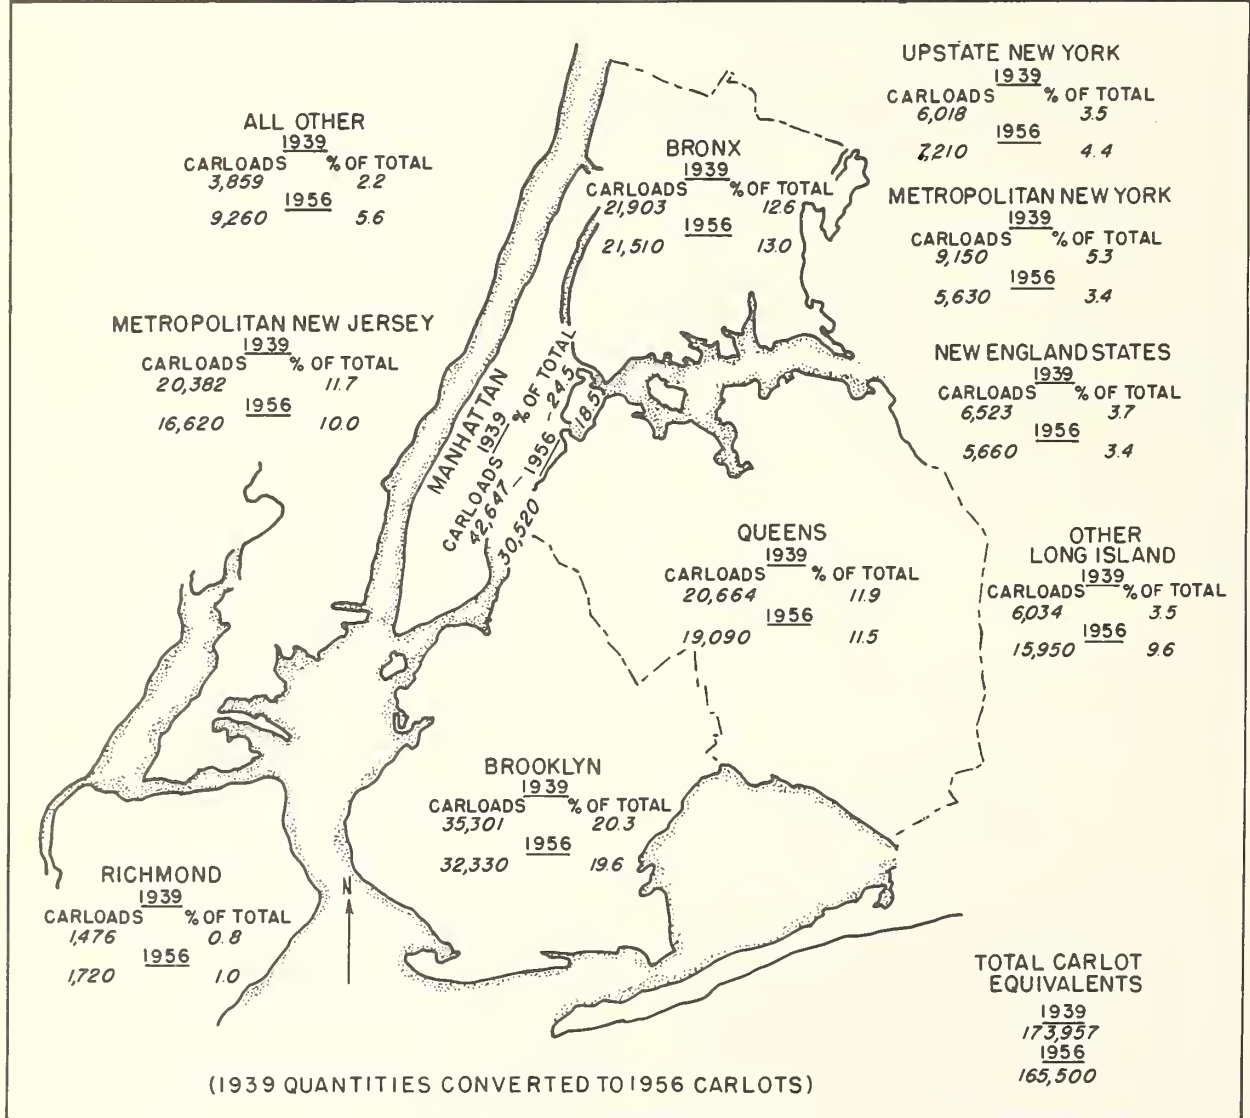 UPSTATE NEW YORK
1939
CARLOADS % OF TOTAL
6,018 3.5
1956
7,210 4.4
ALL OTHER
1939
CARLOADS % OF TOTAL
3,859 2.2
1956
9,260 5.6
BRONX
1939
CARLOADS % OF TOTAL
21,903 12.6
1956
21,510 13.0
METROPOLITAN NEW YORK
1939
CARLOADS % OF TOTAL
9,150 5.3
1956
5,630 3.4
METROPOLITAN NEW JERSEY
1939
CARLOADS % OF TOTAL
20,382 11.7
1956
16,620 10.0
MANHATTAN
1939
CARLOADS % OF TOTAL
42,647 - 1956 - 24.5
30,520 18.5
NEW ENGLAND STATES
1939
CARLOADS % OF TOTAL
6,523 3.7
1956
5,660 3.4
QUEENS
1939
CARLOADS % OF TOTAL
20,664 11.9
1956
19,090 11.5
OTHER
LONG ISLAND
1939
CARLOADS % OF TOTAL
6,034 3.5
1956
15,950 9.6
BROOKLYN
1939
CARLOADS % OF TOTAL
35,301 20.3
1956
32,330 19.6
RICHMOND
1939
CARLOADS % OF TOTAL
1,476 0.8
1956
1,720 1.0
N
TOTAL CARLOT
EQUIVALENTS
1939
173,957
1956
165,500
(1939 QUANTITIES CONVERTED TO 1956 CARLOTS)